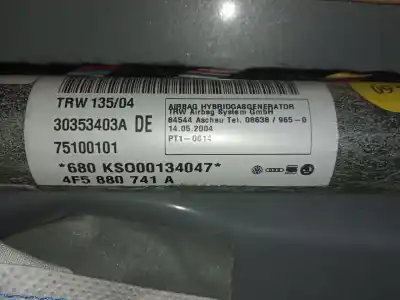 TRW 135/04
30353403A DE
75100101
AIRBAG HYBRIDGASGENERATOR
TRW Airbag System GmbH
84544 Aschau Tel. 08638 / 965-0
14.05.2004
PT1-0614
*680 KSO00134047*
4F5 880 741 A